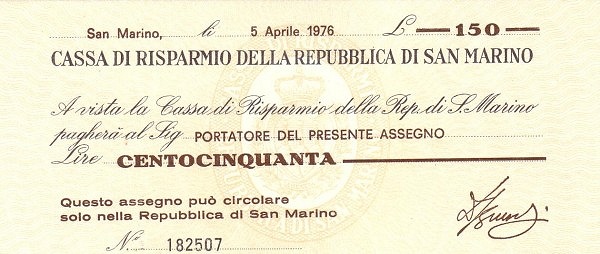 San Marino, li 5 Aprile 1976 £ 150
CASSA DI RISPARMIO DELLA REPUBBLICA DI SAN MARINO
A vista la Cassa di Risparmio della Rep. di S. Marino
pagherà al Sig PORTATORE DEL PRESENTE ASSEGNO
Lire CENTOCINQUANTA
Questo assegno può circolare
solo nella Repubblica di San Marino
N.º 182507